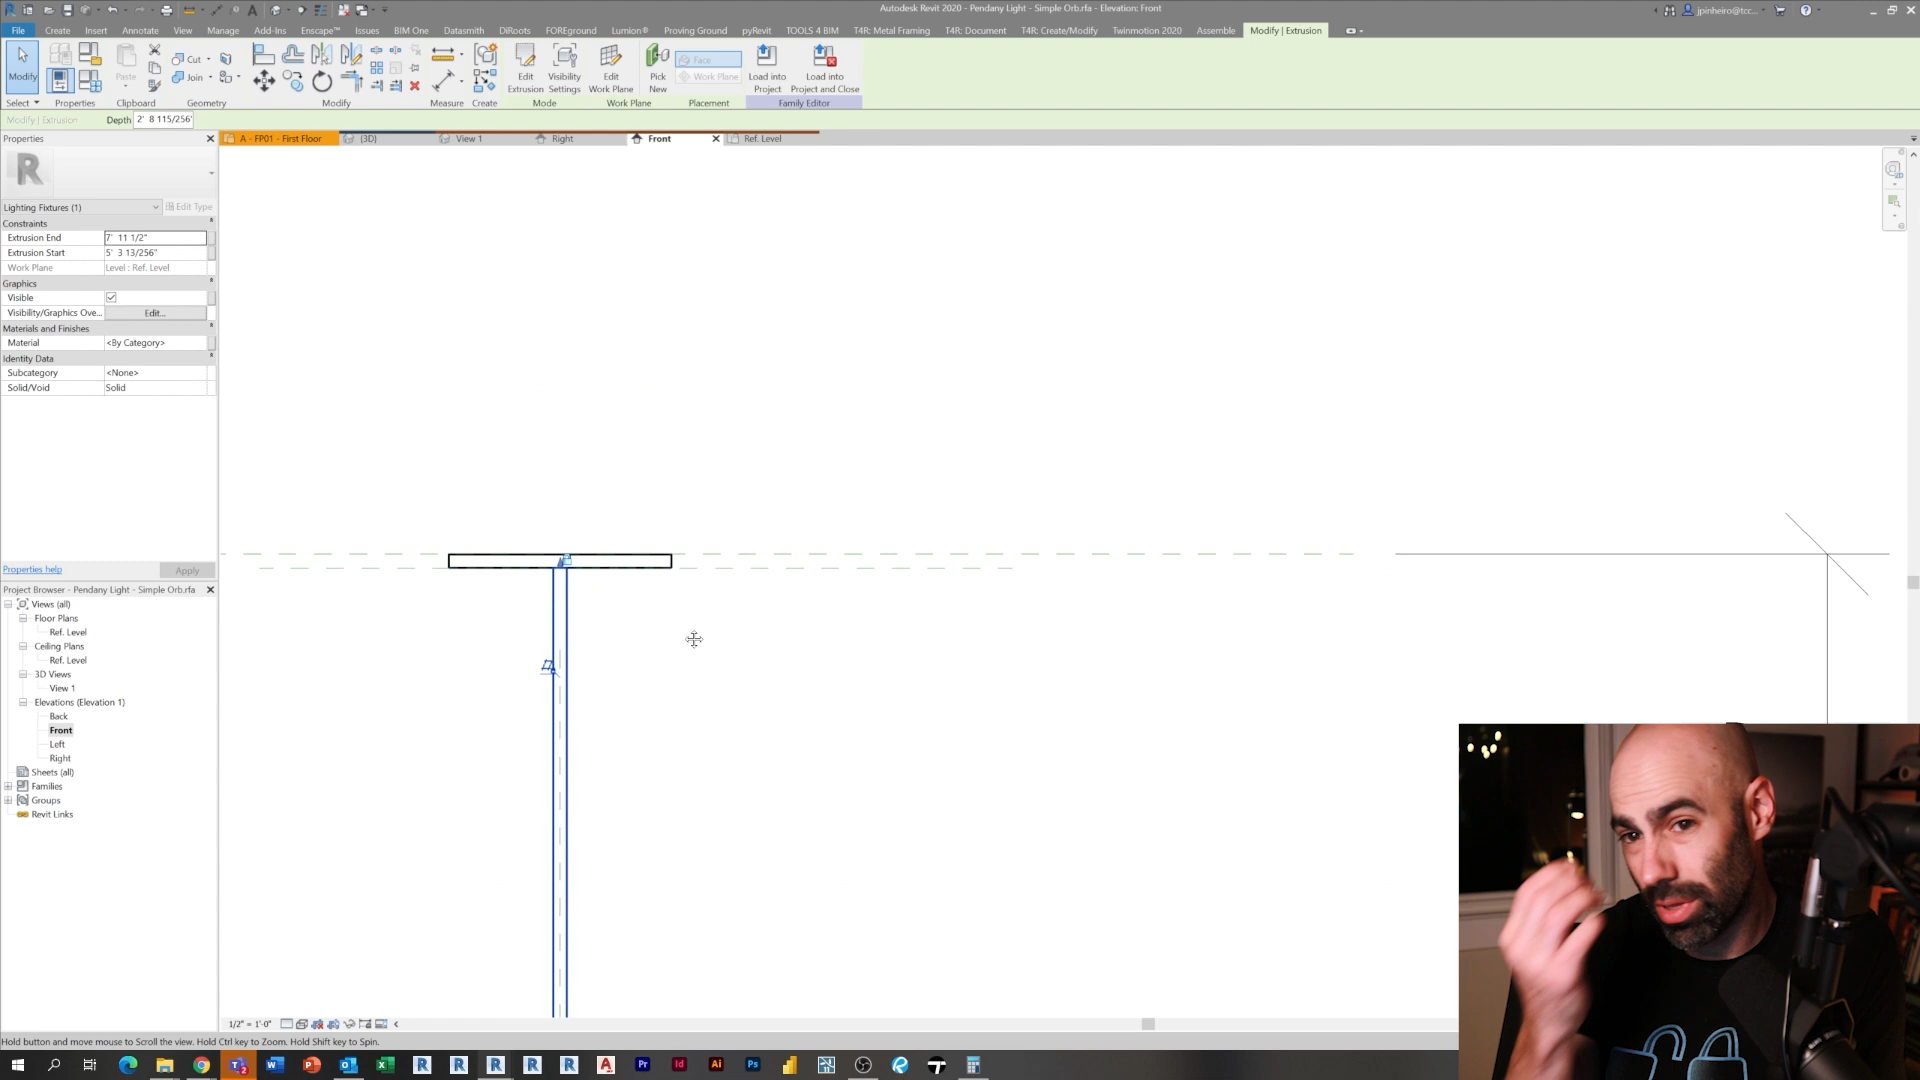 Autodesk Revit 2020 - Pendany Light - Simple Orb.rfa - Elevation: Front
jpinheiro@tcc...
File Create Insert Annotate View Manage Add-Ins Enscape™ Issues BIM One Datasmith DiRoots FOREground Lumion® Proving Ground pyRevit TOOLS 4 BIM T4R: Metal Framing T4R: Document T4R: Create/Modify Twinmotion 2020 Assemble Modify | Extrusion
Modify
Paste
Cut
Join
Edit Extrusion
Visibility Settings
Edit Work Plane
Pick New
Face
Work Plane
Load into Project
Load into Project and Close
Select Properties Clipboard Geometry Modify Measure Create Mode Work Plane Placement Family Editor
Modify | Extrusion Depth 2' 8 115/256"
Properties
A - FP01 - First Floor {3D} View 1 Right Front Ref. Level
R
Lighting Fixtures (1) Edit Type
Constraints
Extrusion End 7' 11 1/2"
Extrusion Start 5' 3 13/256"
Work Plane Level : Ref. Level
Graphics
Visible
Visibility/Graphics Ove... Edit...
Materials and Finishes
Material <By Category>
Identity Data
Subcategory <None>
Solid/Void Solid
Properties help Apply
Project Browser - Pendany Light - Simple Orb.rfa
Views (all)
Floor Plans
Ref. Level
Ceiling Plans
Ref. Level
3D Views
View 1
Elevations (Elevation 1)
Back
Front
Left
Right
Sheets (all)
Families
Groups
Revit Links
1/2" = 1'-0"
Hold button and move mouse to Scroll the view. Hold Ctrl key to Zoom. Hold Shift key to Spin.